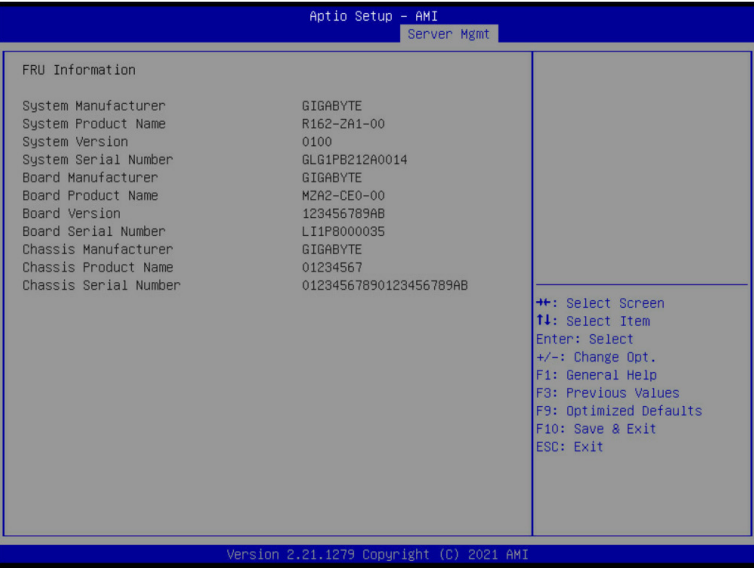 Aptio Setup - AMI
Server Mgmt
FRU Information
System Manufacturer GIGABYTE
System Product Name R162-ZA1-00
System Version 0100
System Serial Number GLG1PB212A0014
Board Manufacturer GIGABYTE
Board Product Name MZA2-CE0-00
Board Version 123456789AB
Board Serial Number LI1P8000035
Chassis Manufacturer GIGABYTE
Chassis Product Name 01234567
Chassis Serial Number 01234567890123456789AB
→←: Select Screen
↑↓: Select Item
Enter: Select
+/-: Change Opt.
F1: General Help
F3: Previous Values
F9: Optimized Defaults
F10: Save & Exit
ESC: Exit
Version 2.21.1279 Copyright (C) 2021 AMI